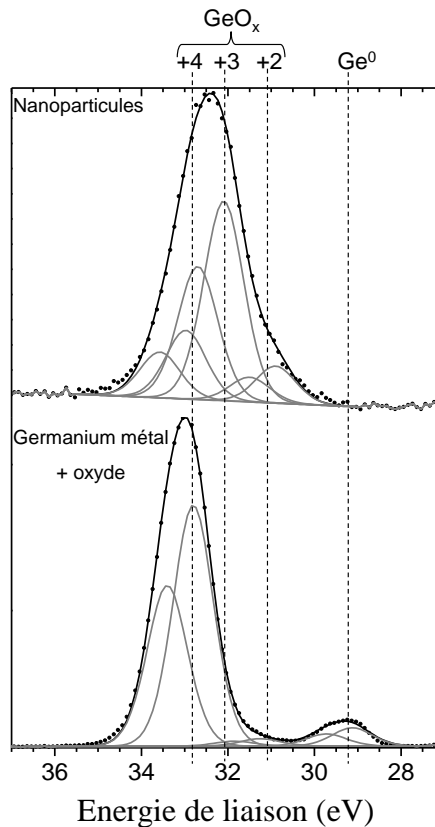 GeOx
+4 +3 +2 Ge0
Nanoparticules
Germanium métal
+ oxyde
36 34 32 30 28
Energie de liaison (eV)